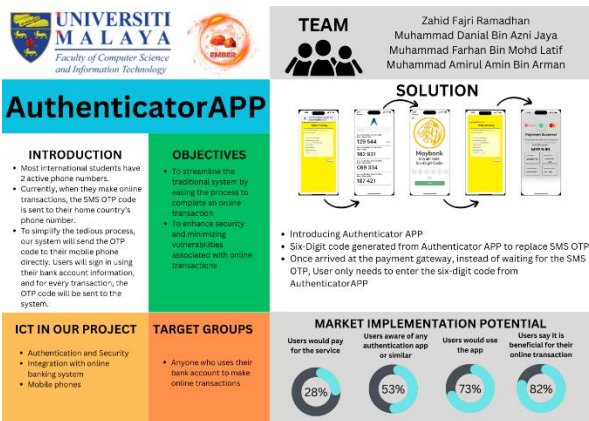 UNIVERSITI
MALAYA
Faculty of Computer Science
and Information Technology
EMBER
TEAM
Zahid Fajri Ramadhan
Muhammad Danial Bin Azni Jaya
Muhammad Farhan Bin Mohd Latif
Muhammad Amirul Amin Bin Arman
AuthenticatorAPP
INTRODUCTION
• Most international students have
2 active phone numbers.
• Currently, when they make online
transactions, the SMS OTP code
is sent to their home country's
phone number.
• To simplify the tedious process,
our system will send the OTP
code to their mobile phone
directly. Users will sign in using
their bank account information,
and for every transaction, the
OTP code will be sent to the
system.
OBJECTIVES
• To streamline the
traditional system by
easing the process to
complete an online
transaction
• To enhance security
and minimizing
vulnerabilities
associated with online
transactions
SOLUTION
129 544
182 931
089 334
187 421
Maybank
Six-Digit Code
• Introducing Authenticator APP
• Six-Digit code generated from Authenticator APP to replace SMS OTP
• Once arrived at the payment gateway, instead of waiting for the SMS
OTP, User only needs to enter the six-digit code from
AuthenticatorAPP
ICT IN OUR PROJECT
• Authentication and Security
• Integration with online
banking system
• Mobile phones
TARGET GROUPS
• Anyone who uses their
bank account to make
online transactions
MARKET IMPLEMENTATION POTENTIAL
Users would pay
for the service
28%
Users aware of any
authentication app
or similar
53%
Users would use
the app
73%
Users say it is
beneficial for their
online transaction
82%